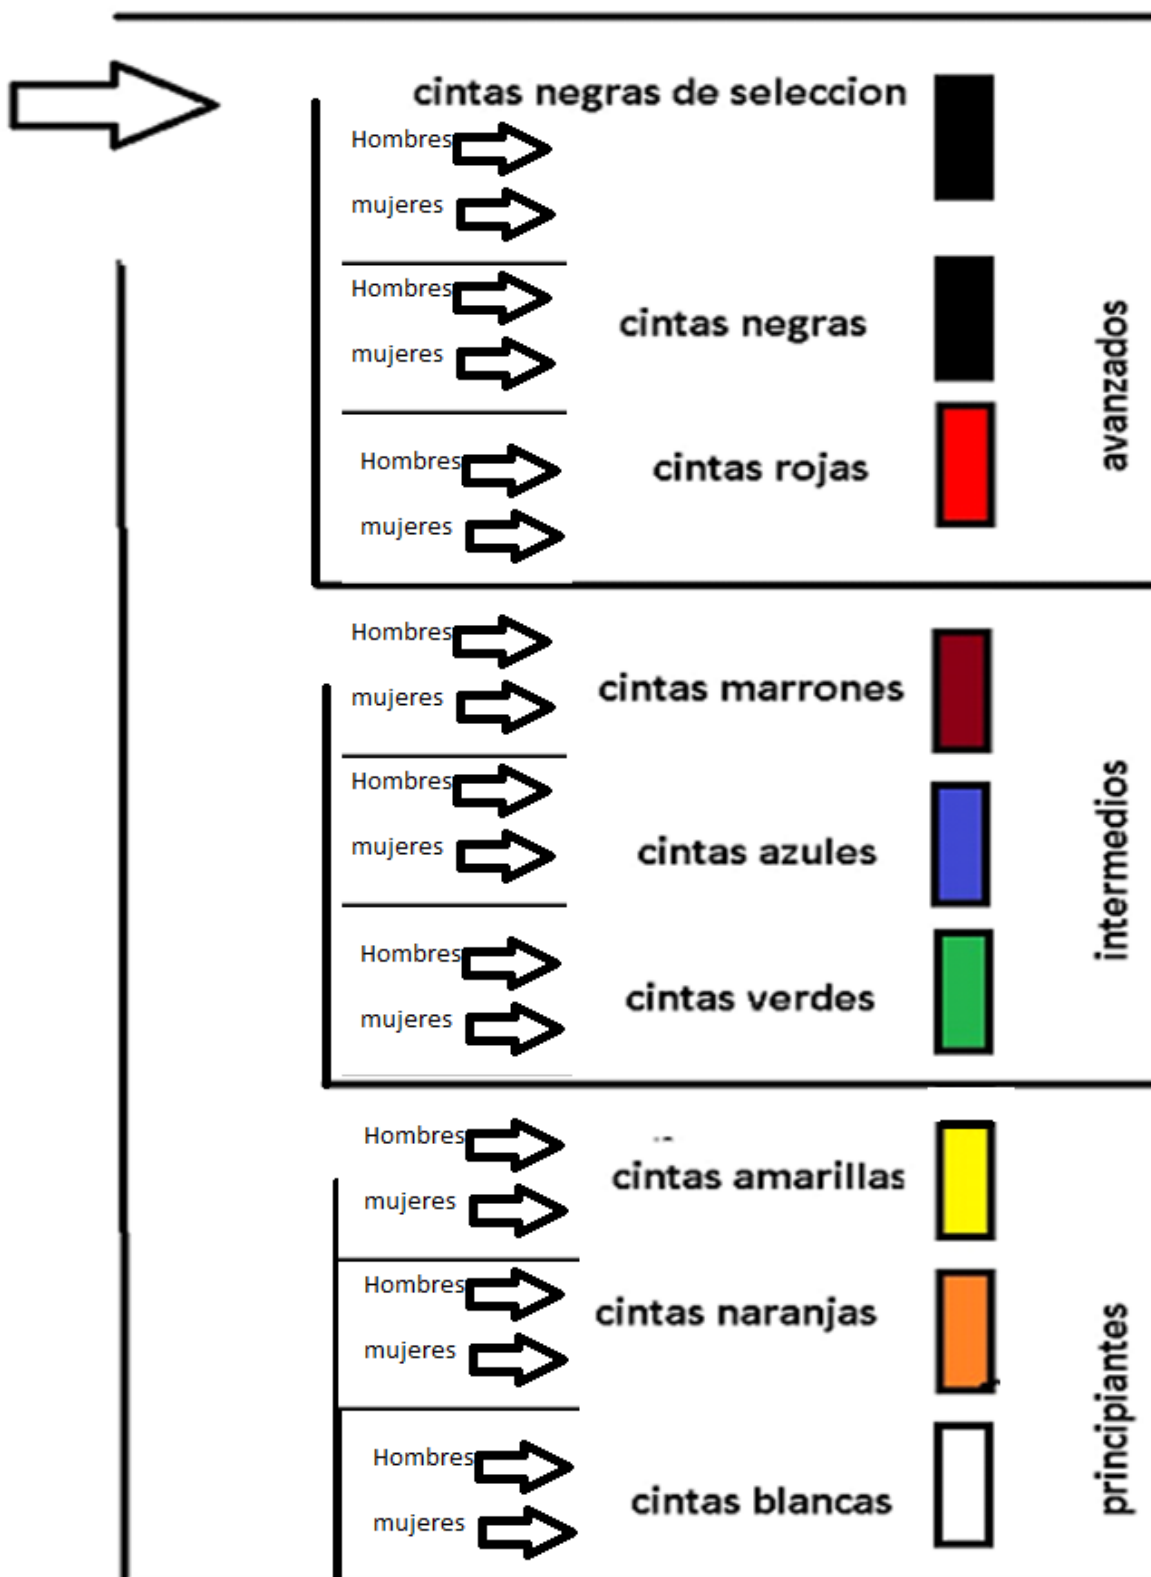 cintas negras de seleccion
Hombres
mujeres
Hombres
cintas negras
mujeres
avanzados
Hombres
cintas rojas
mujeres
Hombres
cintas marrones
mujeres
Hombres
cintas azules
mujeres
intermedios
Hombres
cintas verdes
mujeres
Hombres
cintas amarillas
mujeres
Hombres
cintas naranjas
mujeres
principiantes
Hombres
cintas blancas
mujeres